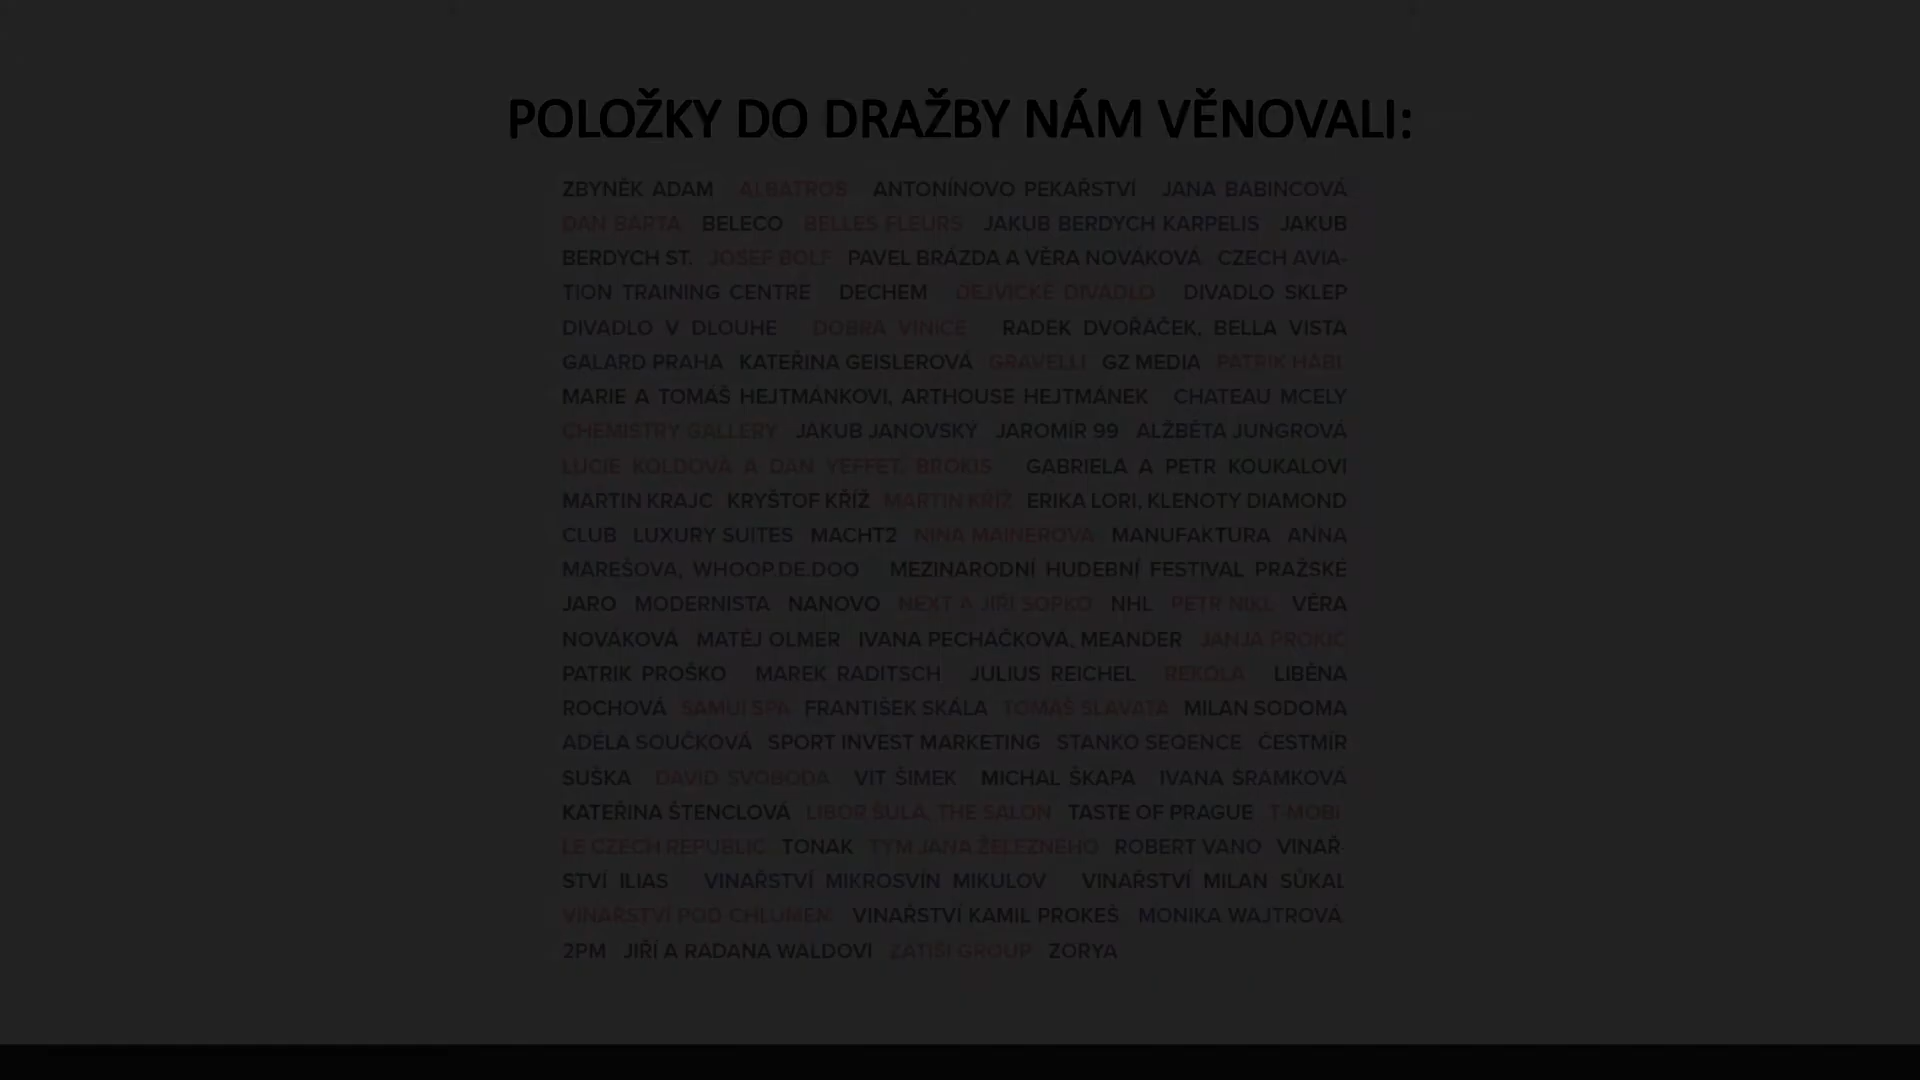 POLOŽKY DO DRAŽBY NÁM VĚNOVALI:
ZBYNĚK ADAM ALBATROS ANTONÍNOVO PEKAŘSTVÍ JANA BABINCOVÁ
DAN BÁRTA BELECO BELLES FLEURS JAKUB BERDYCH KARPELIS JAKUB
BERDYCH ST. JOSEF BOLF PAVEL BRÁZDA A VĚRA NOVÁKOVÁ CZECH AVIA-
TION TRAINING CENTRE DECHEM DEJVICKÉ DIVADLO DIVADLO SKLEP
DIVADLO V DLOUHÉ DOBRÁ VINICE RADEK DVOŘÁČEK, BELLA VISTA
GALARD PRAHA KATEŘINA GEISLEROVÁ GRAVELLI GZ MEDIA PATRIK HÁBL
MARIE A TOMÁŠ HEJTMÁNKOVI, ARTHOUSE HEJTMÁNEK CHATEAU MCELY
CHEMISTRY GALLERY JAKUB JANOVSKÝ JAROMÍR 99 ALŽBĚTA JUNGROVÁ
LUCIE KOLDOVÁ A DAN YEFFET, BROKIS GABRIELA A PETR KOUKALOVI
MARTIN KRAJC KRYŠTOF KŘÍŽ MARTIN KŘÍŽ ERIKA LORI, KLENOTY DIAMOND
CLUB LUXURY SUITES MACHT2 NINA MAINEROVÁ MANUFAKTURA ANNA
MAREŠOVÁ, WHOOP.DE.DOO MEZINÁRODNÍ HUDEBNÍ FESTIVAL PRAŽSKÉ
JARO MODERNISTA NANOVO NEXT A JIŘÍ SOPKO NHL PETR NIKL VĚRA
NOVÁKOVÁ MATĚJ OLMER IVANA PECHÁČKOVÁ, MEANDER JANJA PROKIĆ
PATRIK PROŠKO MAREK RADITSCH JULIUS REICHEL REKOLA LIBĚNA
ROCHOVÁ SAMUI SPA FRANTIŠEK SKÁLA TOMÁŠ SLAVATA MILAN SODOMA
ADÉLA SOUČKOVÁ SPORT INVEST MARKETING STANKO SEQENCE ČESTMÍR
SUŠKA DAVID SVOBODA VÍT ŠIMEK MICHAL ŠKAPA IVANA ŠRÁMKOVÁ
KATEŘINA ŠTENCLOVÁ LIBOR ŠULA, THE SALON TASTE OF PRAGUE T-MOBI
LE CZECH REPUBLIC TONAK TÝM JANA ŽELEZNÉHO ROBERT VANO VINAŘ-
STVÍ ILIAS VINAŘSTVÍ MIKROSVÍN MIKULOV VINAŘSTVÍ MILAN SŮKAL
VINAŘSTVÍ POD CHLUMEM VINAŘSTVÍ KAMIL PROKEŠ MONIKA WAJTROVÁ
2PM JIŘÍ A RADANA WALDOVI ZÁTIŠÍ GROUP ZORYA